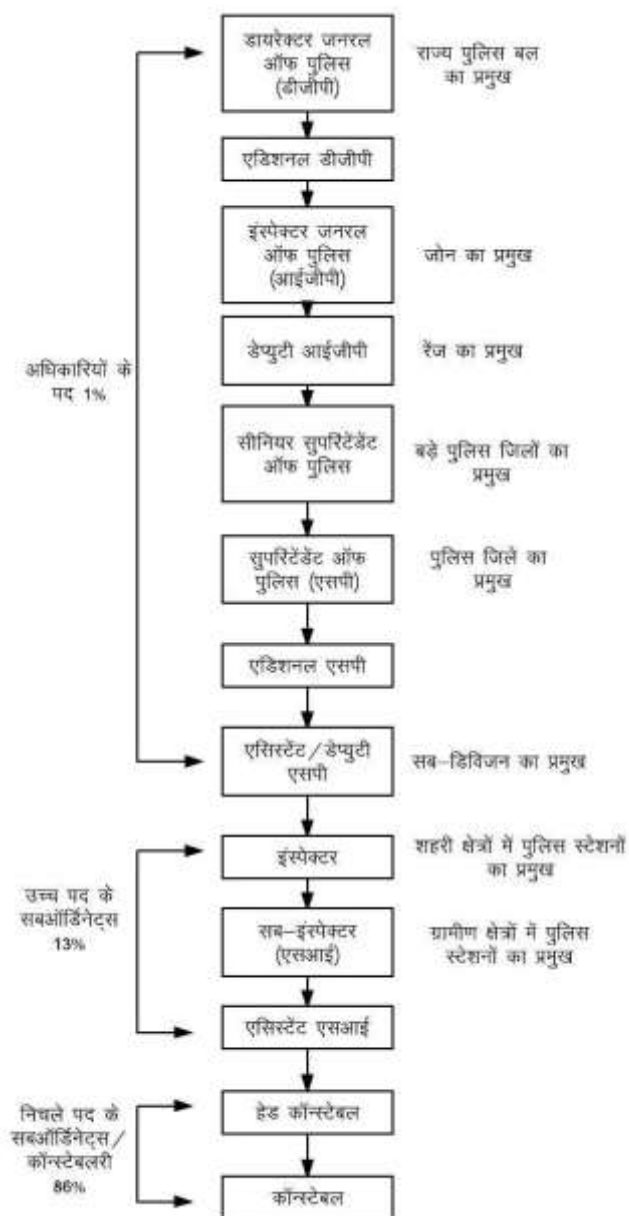 डायरेक्टर जनरल
ऑफ पुलिस
(डीजीपी)
राज्य पुलिस बल
का प्रमुख
एडिशनल डीजीपी
इंस्पेक्टर जनरल
ऑफ पुलिस
(आईजीपी)
जोन का प्रमुख
डेप्युटी आईजीपी
रेंज का प्रमुख
अधिकारियों के
पद 1%
सीनियर सुपरिंटेंडेंट
ऑफ पुलिस
बड़े पुलिस जिलों का
प्रमुख
सुपरिंटेंडेंट ऑफ
पुलिस (एसपी)
पुलिस जिले का
प्रमुख
एडिशनल एसपी
एसिस्टेंट/डेप्युटी
एसपी
सब-डिविजन का प्रमुख
इंस्पेक्टर
शहरी क्षेत्रों में पुलिस स्टेशनों
का प्रमुख
उच्च पद के
सबऑर्डिनेट्स
13%
सब-इंस्पेक्टर
(एसआई)
ग्रामीण क्षेत्रों में पुलिस
स्टेशनों का प्रमुख
एसिस्टेंट एसआई
निचले पद के
सबऑर्डिनेट्स/
कॉन्स्टेबलरी
86%
हेड कॉन्स्टेबल
कॉन्स्टेबल